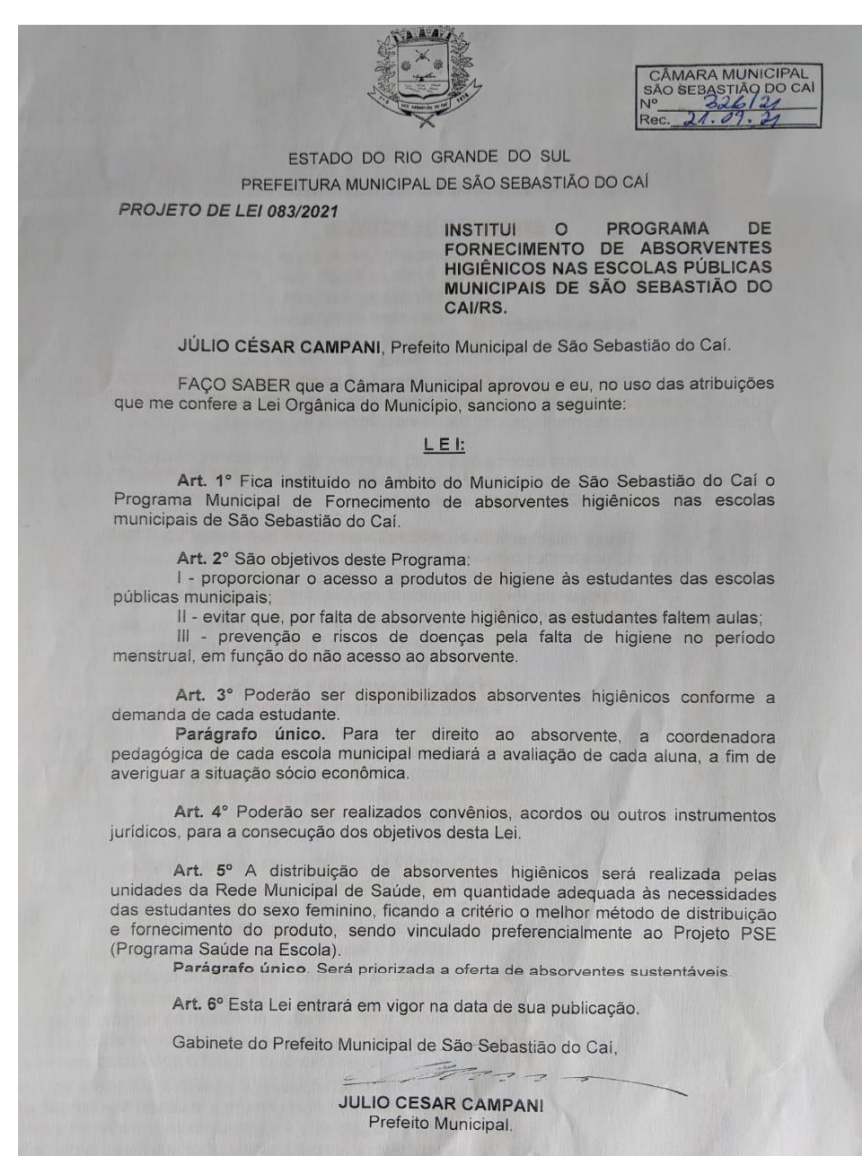 CÂMARA MUNICIPAL
SÃO SEBASTIÃO DO CAÍ
Nº 326/21
Rec. 21.09.21
ESTADO DO RIO GRANDE DO SUL
PREFEITURA MUNICIPAL DE SÃO SEBASTIÃO DO CAÍ
PROJETO DE LEI 083/2021
INSTITUI O PROGRAMA DE
FORNECIMENTO DE ABSORVENTES
HIGIÊNICOS NAS ESCOLAS PÚBLICAS
MUNICIPAIS DE SÃO SEBASTIÃO DO
CAI/RS.
JÚLIO CÉSAR CAMPANI, Prefeito Municipal de São Sebastião do Caí.
FAÇO SABER que a Câmara Municipal aprovou e eu, no uso das atribuições
que me confere a Lei Orgânica do Município, sanciono a seguinte:
L E I:
Art. 1° Fica instituído no âmbito do Município de São Sebastião do Caí o
Programa Municipal de Fornecimento de absorventes higiênicos nas escolas
municipais de São Sebastião do Caí.
Art. 2° São objetivos deste Programa:
I - proporcionar o acesso a produtos de higiene às estudantes das escolas
públicas municipais;
II - evitar que, por falta de absorvente higiênico, as estudantes faltem aulas;
III - prevenção e riscos de doenças pela falta de higiene no período
menstrual, em função do não acesso ao absorvente.
Art. 3° Poderão ser disponibilizados absorventes higiênicos conforme a
demanda de cada estudante.
Parágrafo único. Para ter direito ao absorvente, a coordenadora
pedagógica de cada escola municipal mediará a avaliação de cada aluna, a fim de
averiguar a situação sócio econômica.
Art. 4° Poderão ser realizados convênios, acordos ou outros instrumentos
jurídicos, para a consecução dos objetivos desta Lei.
Art. 5º A distribuição de absorventes higiênicos será realizada pelas
unidades da Rede Municipal de Saúde, em quantidade adequada às necessidades
das estudantes do sexo feminino, ficando a critério o melhor método de distribuição
e fornecimento do produto, sendo vinculado preferencialmente ao Projeto PSE
(Programa Saúde na Escola).
Parágrafo único. Será priorizada a oferta de absorventes sustentáveis.
Art. 6º Esta Lei entrará em vigor na data de sua publicação.
Gabinete do Prefeito Municipal de São Sebastião do Caí,
JULIO CESAR CAMPANI
Prefeito Municipal.